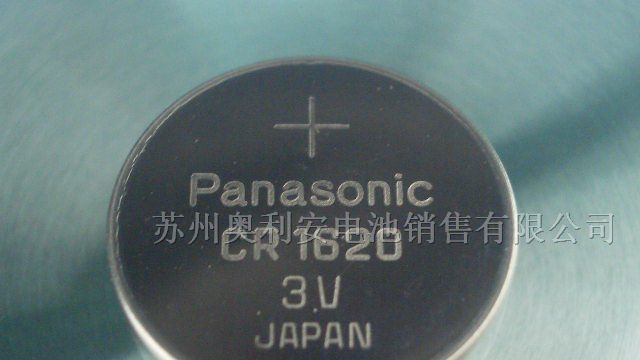 +
Panasonic
苏州奥利安电池销售有限公司
CR1620
3V
JAPAN